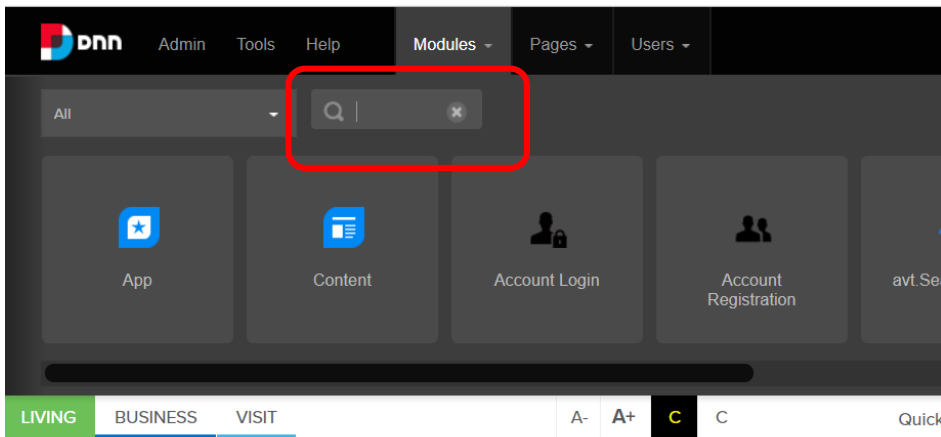 DNN Admin Tools Help Modules Pages Users
All
App Content Account Login Account Registration avt.Sea
LIVING BUSINESS VISIT A- A+ C C Quick